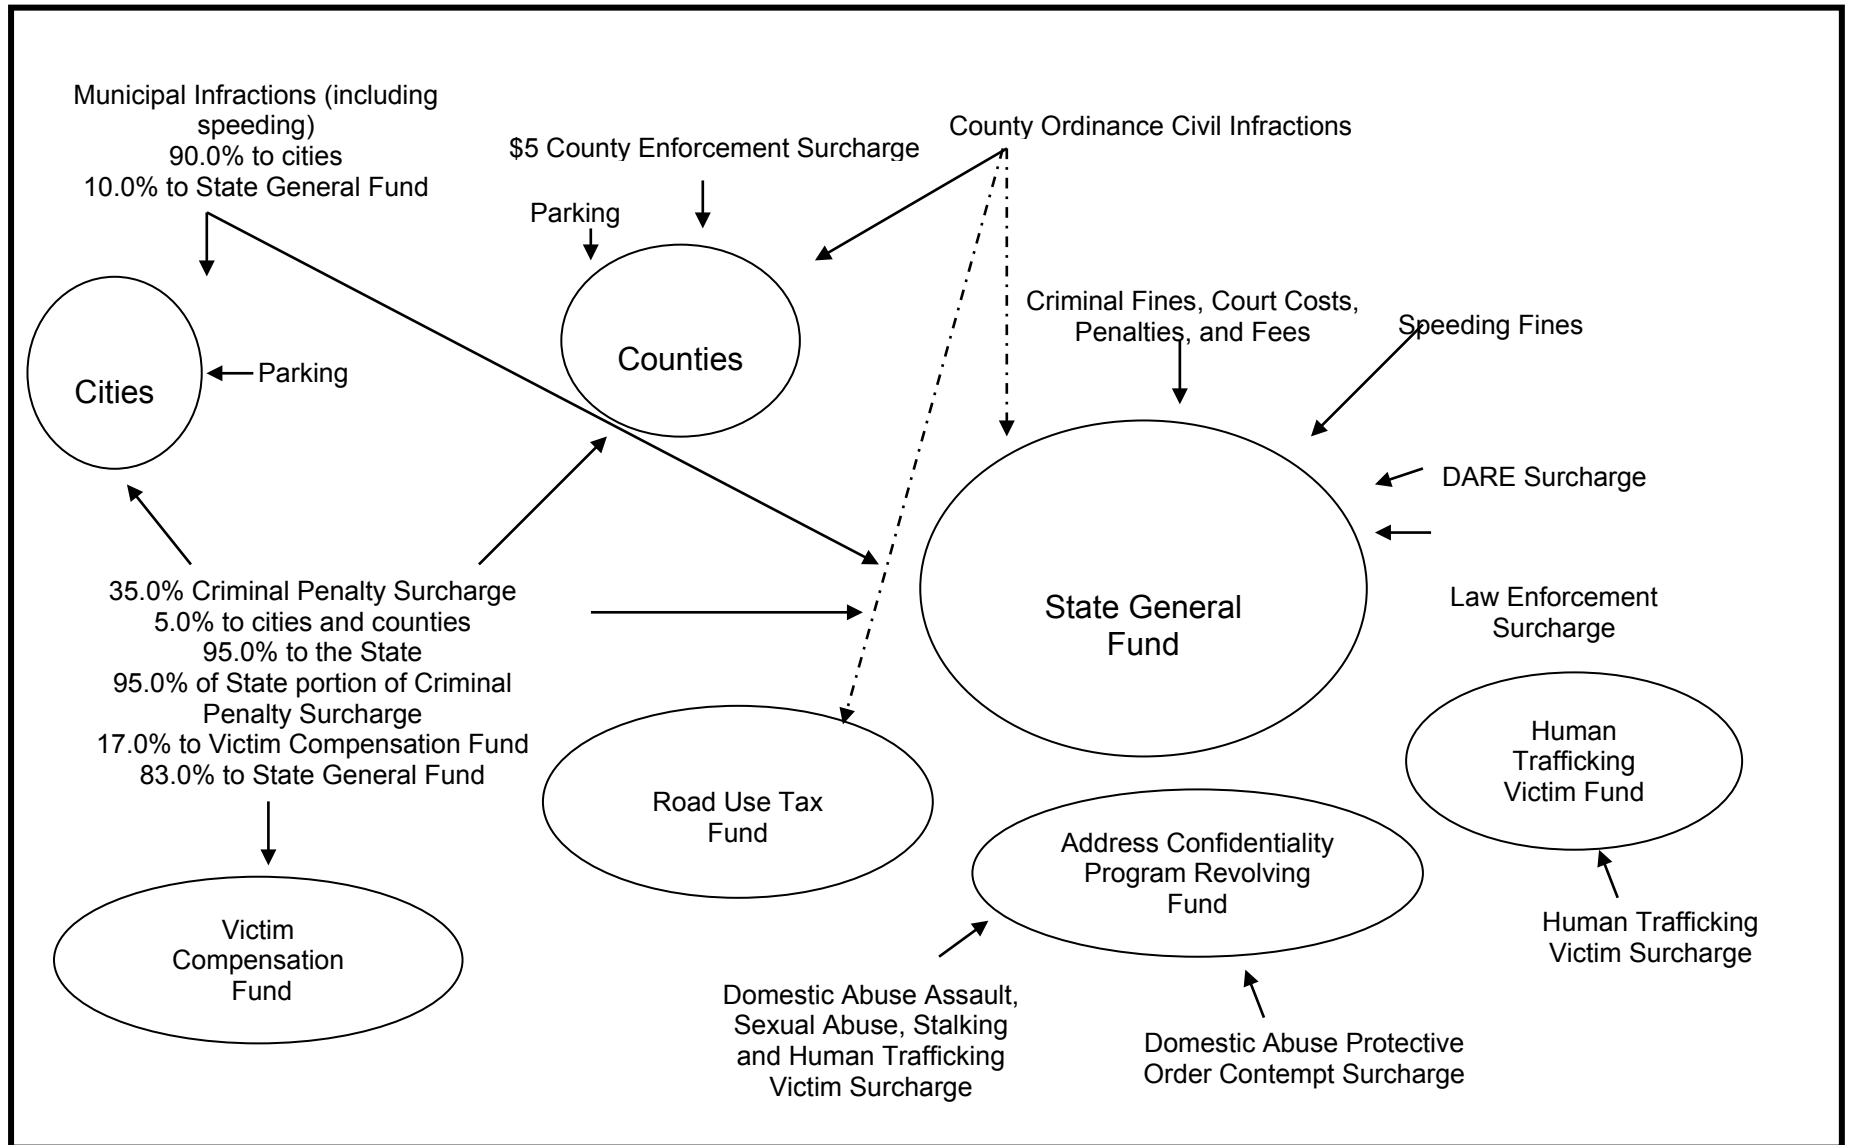 Municipal Infractions (including
speeding)
90.0% to cities
10.0% to State General Fund
$5 County Enforcement Surcharge
County Ordinance Civil Infractions
Parking
Counties
Criminal Fines, Court Costs,
Penalties, and Fees
Speeding Fines
Cities
Parking
DARE Surcharge
35.0% Criminal Penalty Surcharge
5.0% to cities and counties
95.0% to the State
95.0% of State portion of Criminal
Penalty Surcharge
17.0% to Victim Compensation Fund
83.0% to State General Fund
State General
Fund
Law Enforcement
Surcharge
Human
Trafficking
Victim Fund
Road Use Tax
Fund
Address Confidentiality
Program Revolving
Fund
Victim
Compensation
Fund
Human Trafficking
Victim Surcharge
Domestic Abuse Assault,
Sexual Abuse, Stalking
and Human Trafficking
Victim Surcharge
Domestic Abuse Protective
Order Contempt Surcharge